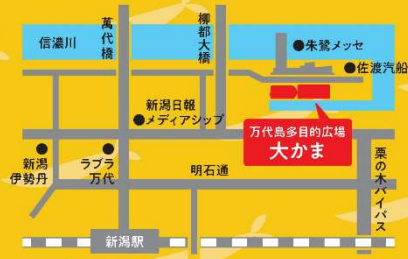 信濃川
萬代橋
柳都大橋
●朱鷺メッセ
●佐渡汽船
新潟日報
●メディアシップ
万代島多目的広場
大かま
新潟
伊勢丹
ラブラ
万代
明石通
栗の木バイパス
新潟駅